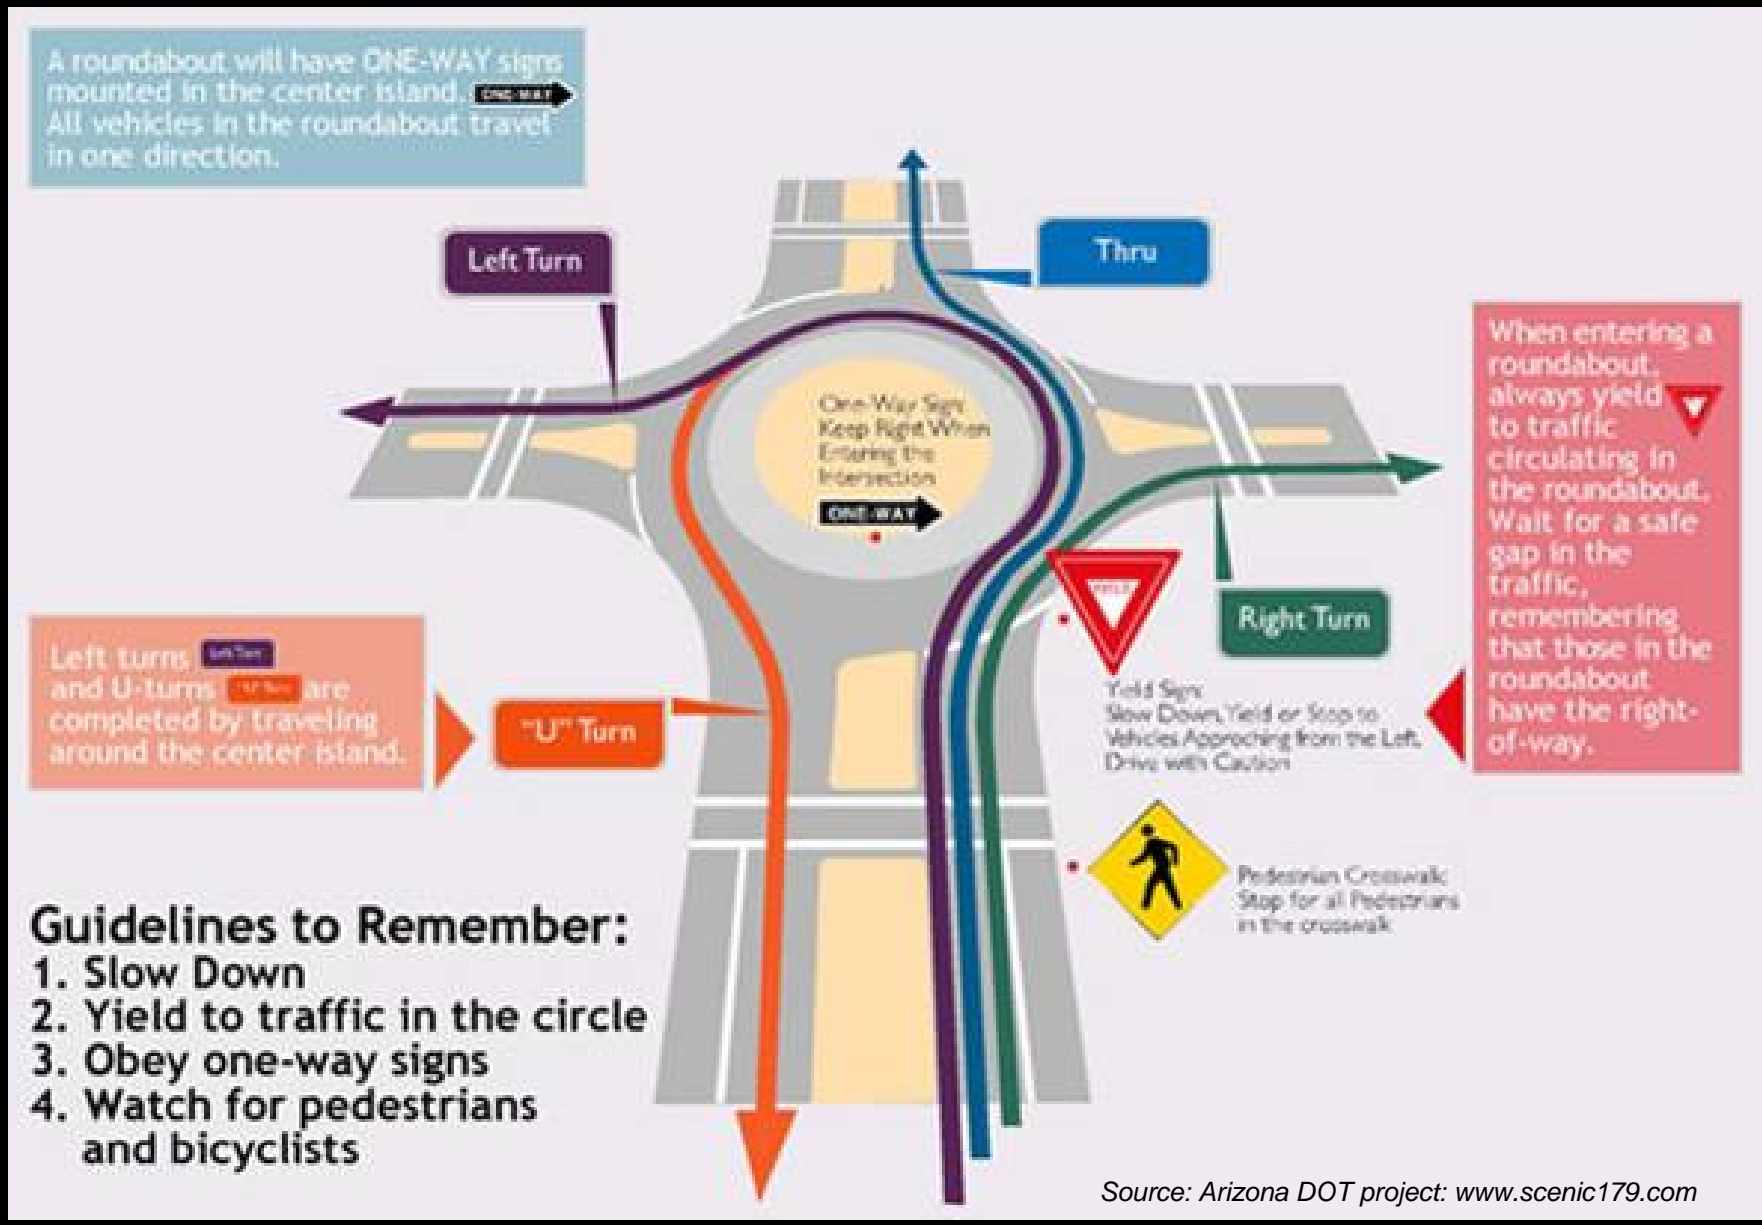 A roundabout will have ONE-WAY signs
mounted in the center island. ONE-WAY
All vehicles in the roundabout travel
in one direction.
Left Turn
Thru
When entering a
roundabout,
always yield
to traffic
circulating in
the roundabout.
Wait for a safe
gap in the
traffic,
remembering
that those in the
roundabout
have the right-
of-way.
One-Way Sign
Keep Right When
Entering the
Intersection
ONE-WAY
YIELD
Right Turn
Yield Sign
Slow Down, Yield or Stop to
Vehicles Approching from the Left.
Drive with Caution
Left turns Left Turn
and U-turns "U" Turn are
completed by traveling
around the center island.
"U" Turn
Pedestrian Crosswalk
Stop for all Pedestrians
in the crosswalk
Guidelines to Remember:
1. Slow Down
2. Yield to traffic in the circle
3. Obey one-way signs
4. Watch for pedestrians
and bicyclists
Source: Arizona DOT project: www.scenic179.com